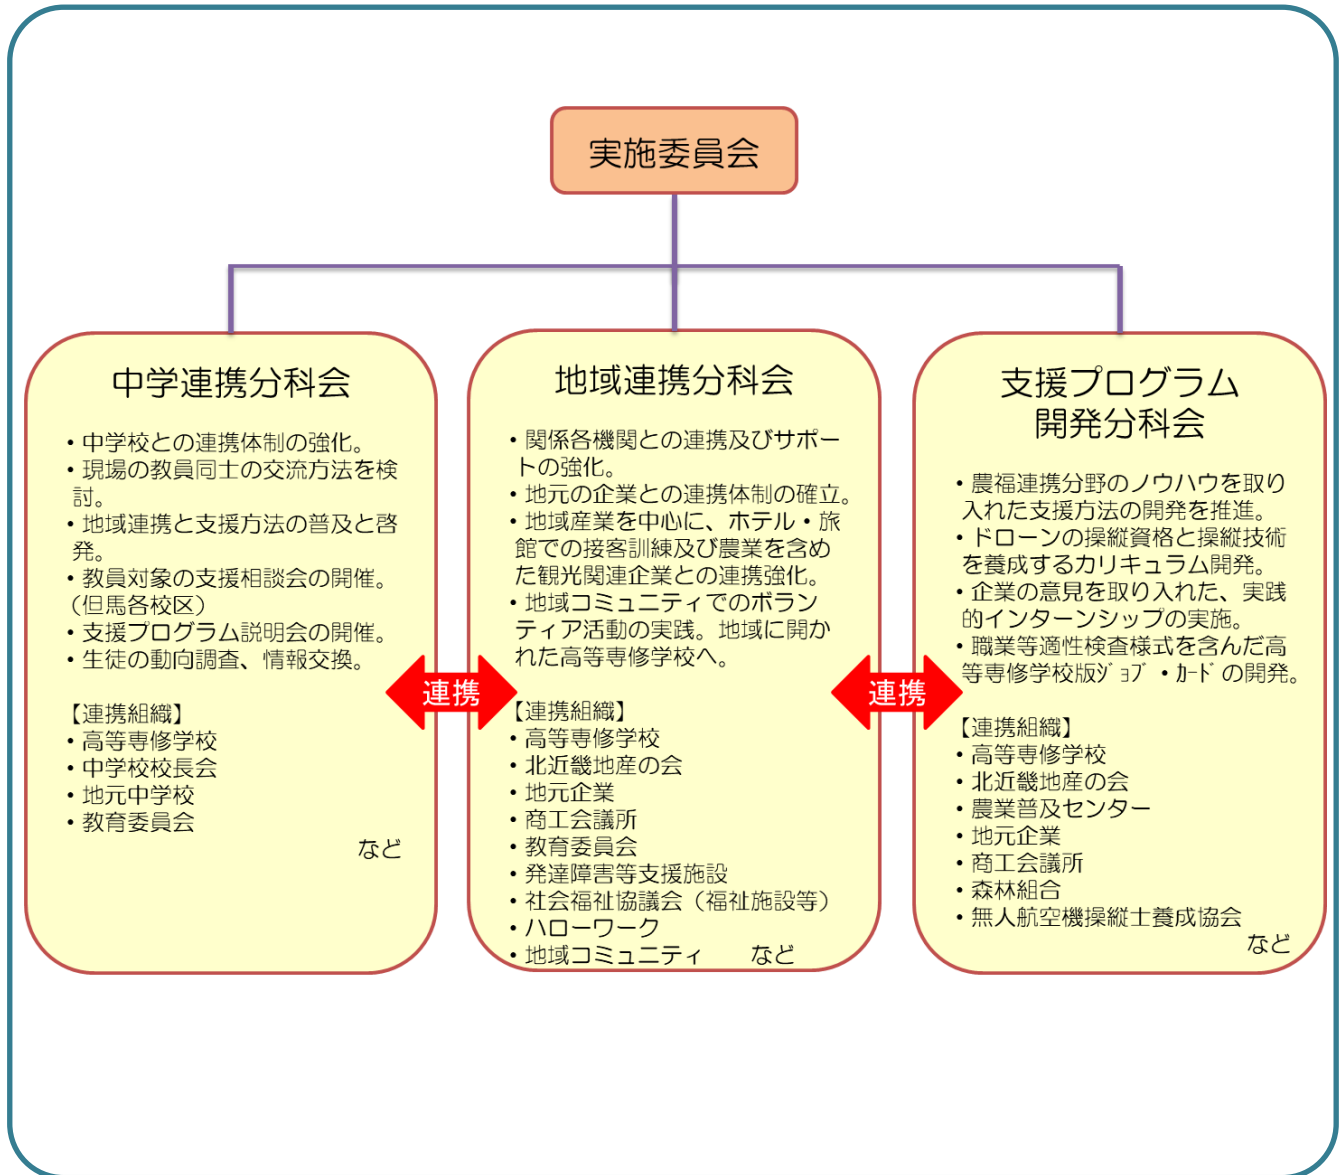 実施委員会
中学連携分科会
・中学校との連携体制の強化。
・現場の教員同士の交流方法を検
討。
・地域連携と支援方法の普及と啓
発。
・教員対象の支援相談会の開催。
(但馬各校区)
・支援プログラム説明会の開催。
・生徒の動向調査、情報交換。
【連携組織】
・高等専修学校
・中学校校長会
・地元中学校
・教育委員会
など
連携
地域連携分科会
・関係各機関との連携及びサポー
トの強化。
・地元の企業との連携体制の確立。
・地域産業を中心に、ホテル・旅
館での接客訓練及び農業を含め
た観光関連企業との連携強化。
・地域コミュニティでのボラン
ティア活動の実践。地域に開か
れた高等専修学校へ。
【連携組織】
・高等専修学校
・北近畿地産の会
・地元企業
・商工会議所
・教育委員会
・発達障害等支援施設
・社会福祉協議会（福祉施設等）
・ハローワーク
・地域コミュニティ　　など
連携
支援プログラム
開発分科会
・農福連携分野のノウハウを取り
入れた支援方法の開発を推進。
・ドローンの操縦資格と操縦技術
を養成するカリキュラム開発。
・企業の意見を取り入れた、実践
的インターンシップの実施。
・職業等適性検査様式を含んだ高
等専修学校版ｼﾞｮﾌﾞ・ｶｰﾄﾞの開発。
【連携組織】
・高等専修学校
・北近畿地産の会
・農業普及センター
・地元企業
・商工会議所
・森林組合
・無人航空機操縦士養成協会
など